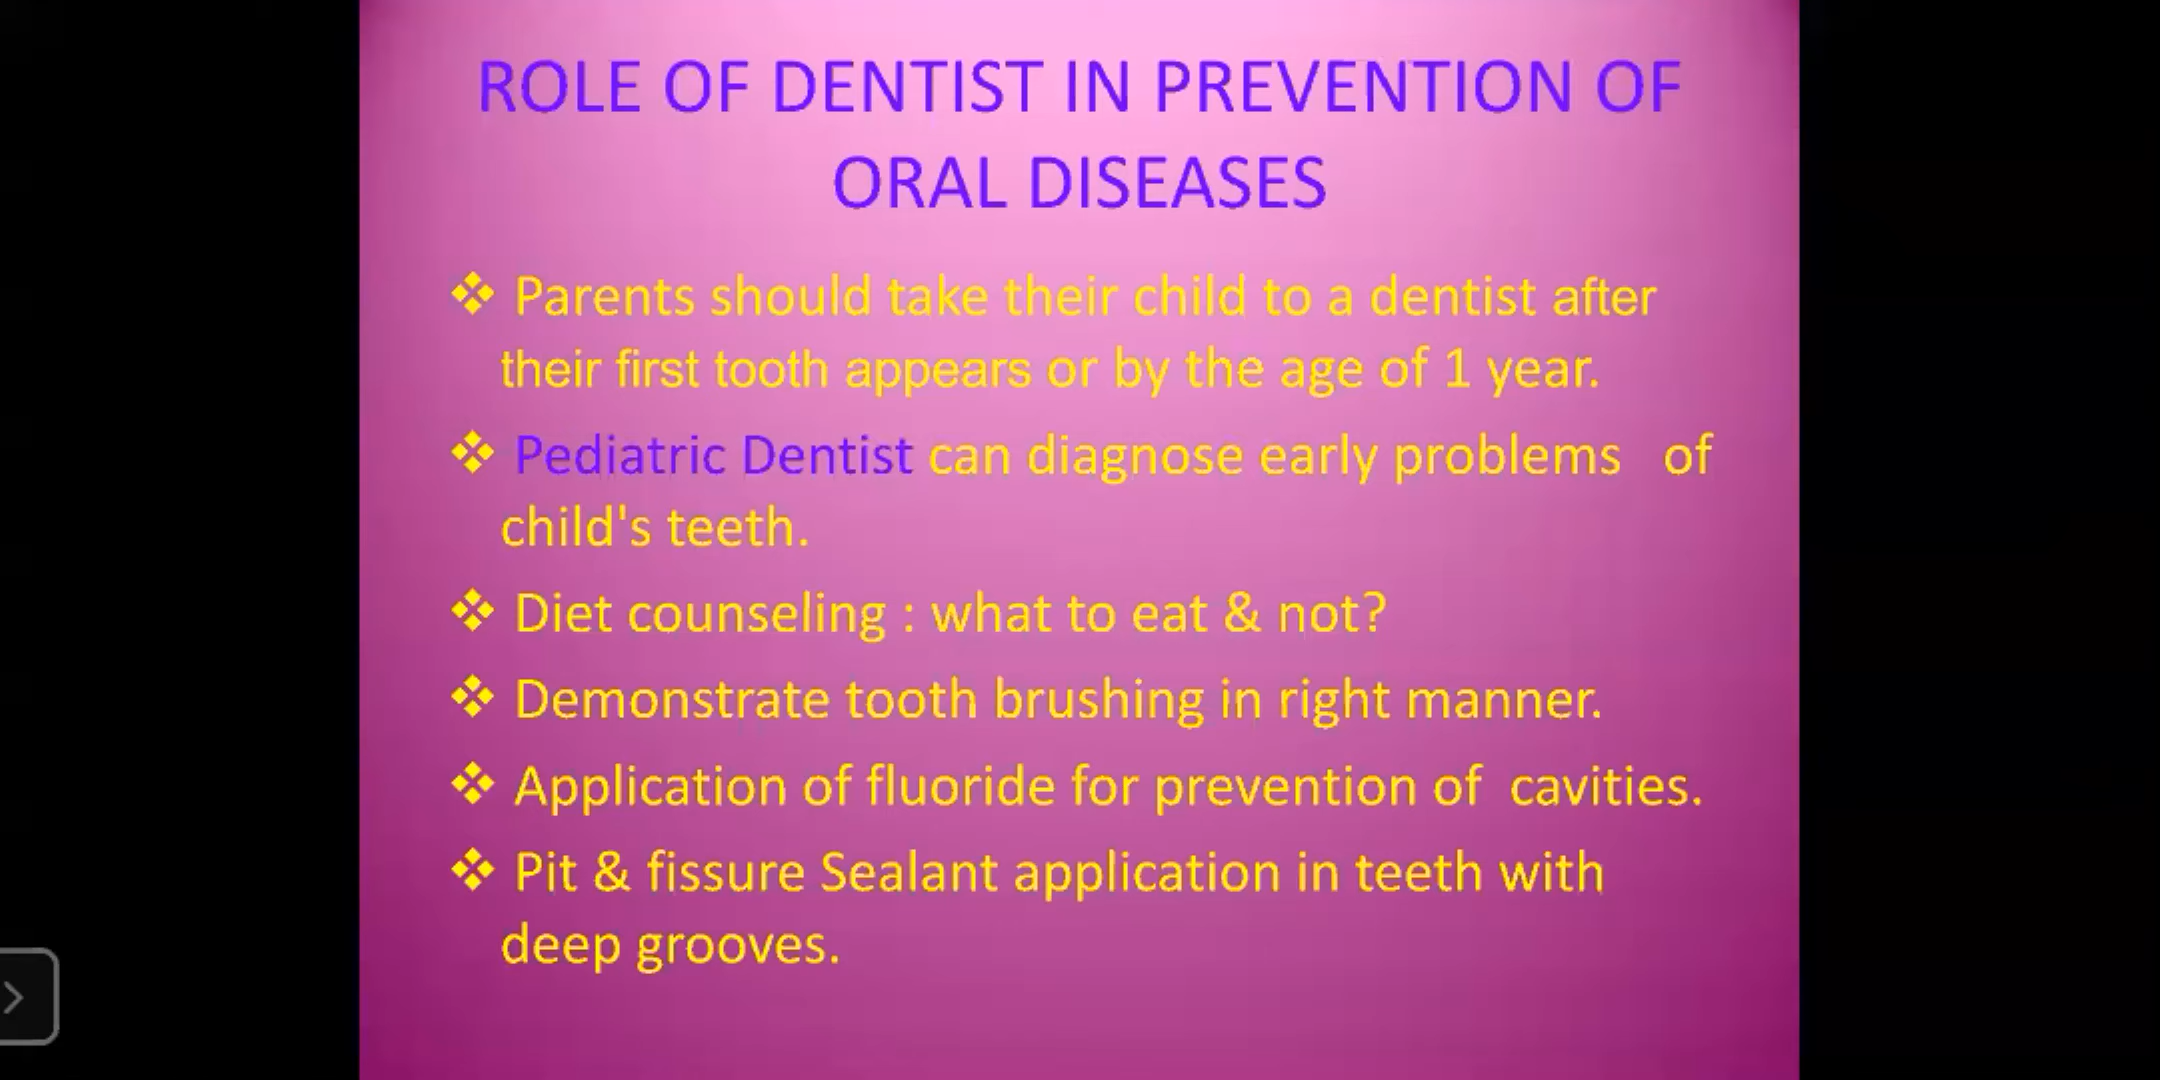 ROLE OF DENTIST IN PREVENTION OF
ORAL DISEASES
❖ Parents should take their child to a dentist after
their first tooth appears or by the age of 1 year.
❖ Pediatric Dentist can diagnose early problems of
child's teeth.
❖ Diet counseling : what to eat & not?
❖ Demonstrate tooth brushing in right manner.
❖ Application of fluoride for prevention of cavities.
❖ Pit & fissure Sealant application in teeth with
deep grooves.